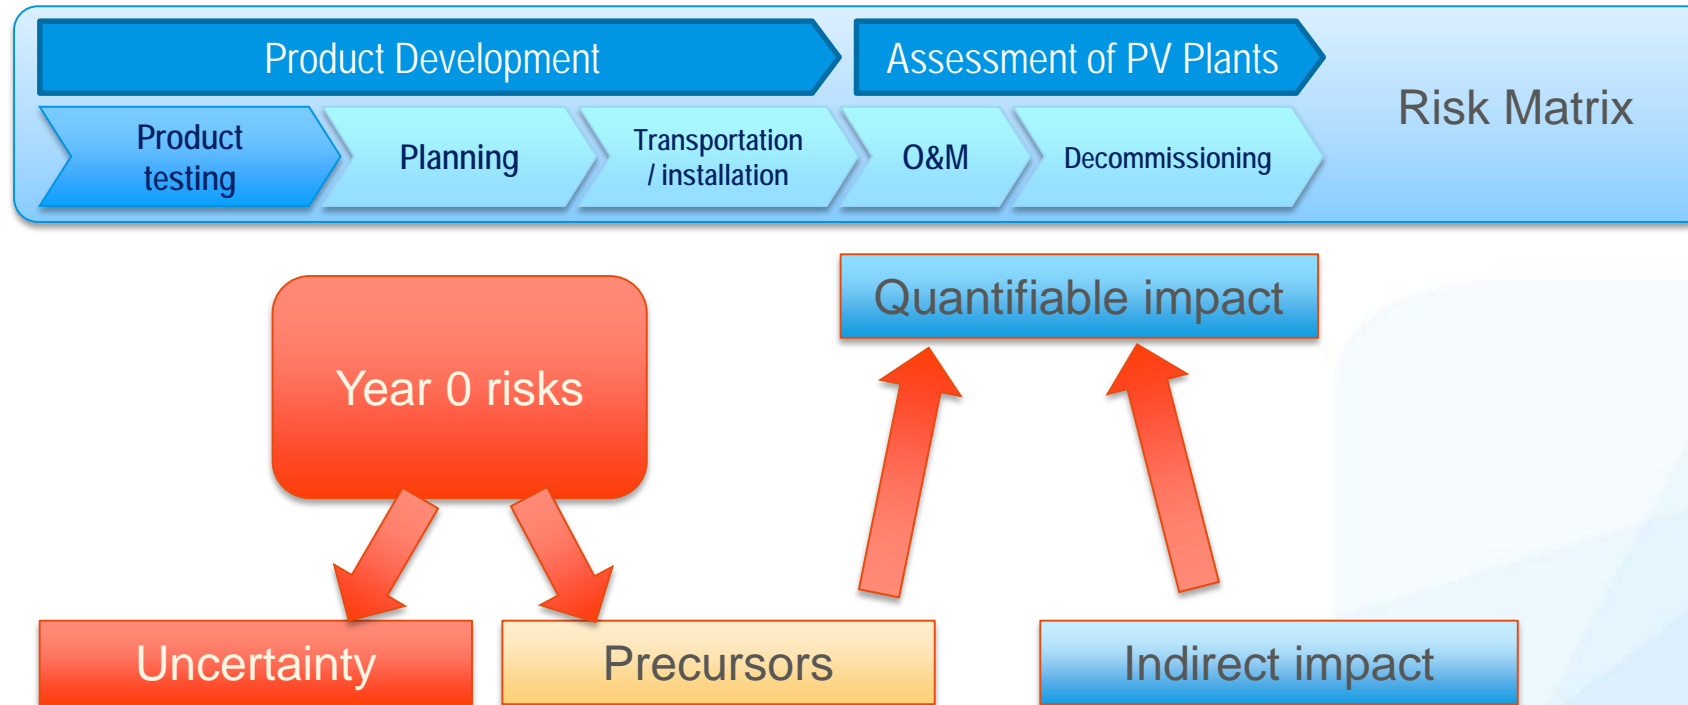 Product Development
Assessment of PV Plants
Risk Matrix
Product
testing
Planning
Transportation
/ installation
O&M
Decommissioning
Quantifiable impact
Year 0 risks
Uncertainty
Precursors
Indirect impact